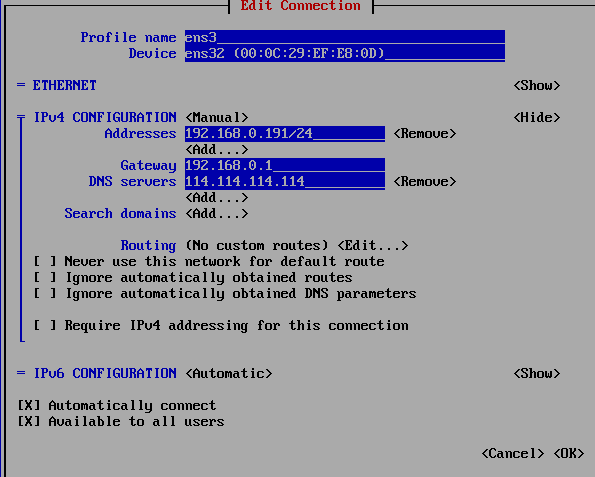 Edit Connection
Profile name ens3
Device ens32 (00:0C:29:EF:E8:0D)
= ETHERNET <Show>
IPv4 CONFIGURATION <Manual> <Hide>
Addresses 192.168.0.191/24 <Remove>
<Add...>
Gateway 192.168.0.1
DNS servers 114.114.114.114 <Remove>
<Add...>
Search domains <Add...>
Routing (No custom routes) <Edit...>
[ ] Never use this network for default route
[ ] Ignore automatically obtained routes
[ ] Ignore automatically obtained DNS parameters
[ ] Require IPv4 addressing for this connection
= IPv6 CONFIGURATION <Automatic> <Show>
[X] Automatically connect
[X] Available to all users
<Cancel> <OK>